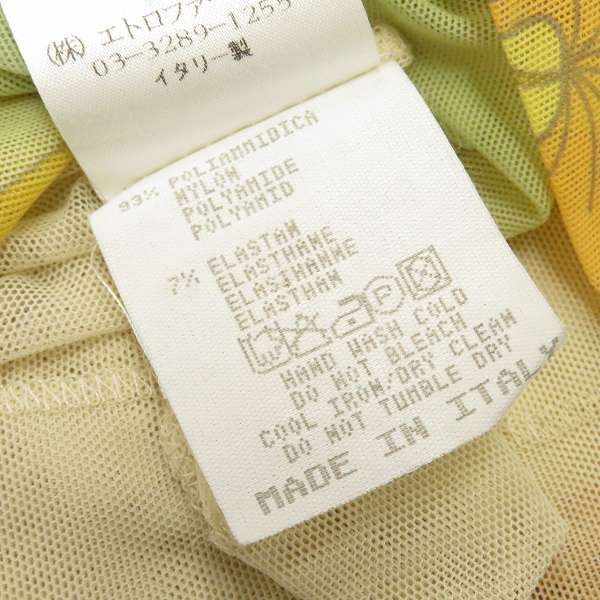 (株) エトロファー
03-3289-1255
イタリー製
93% POLIAMMIDICA
NYLON
POLYAMIDE
POLYAMID
7% ELASTAN
ELASTHANE
ELASTHANNE
ELASTHAN
HAND WASH COLD
DO NOT BLEACH
COOL IRON/DRY CLEAN
DO NOT TUMBLE DRY
MADE IN ITALY